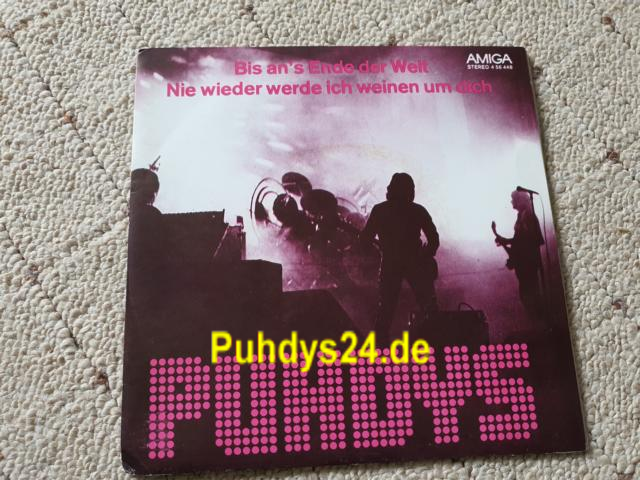 AMIGA
STEREO 4 56 448
Bis an's Ende der Welt
Nie wieder werde ich weinen um dich
Puhdys24.de
PUHDYS